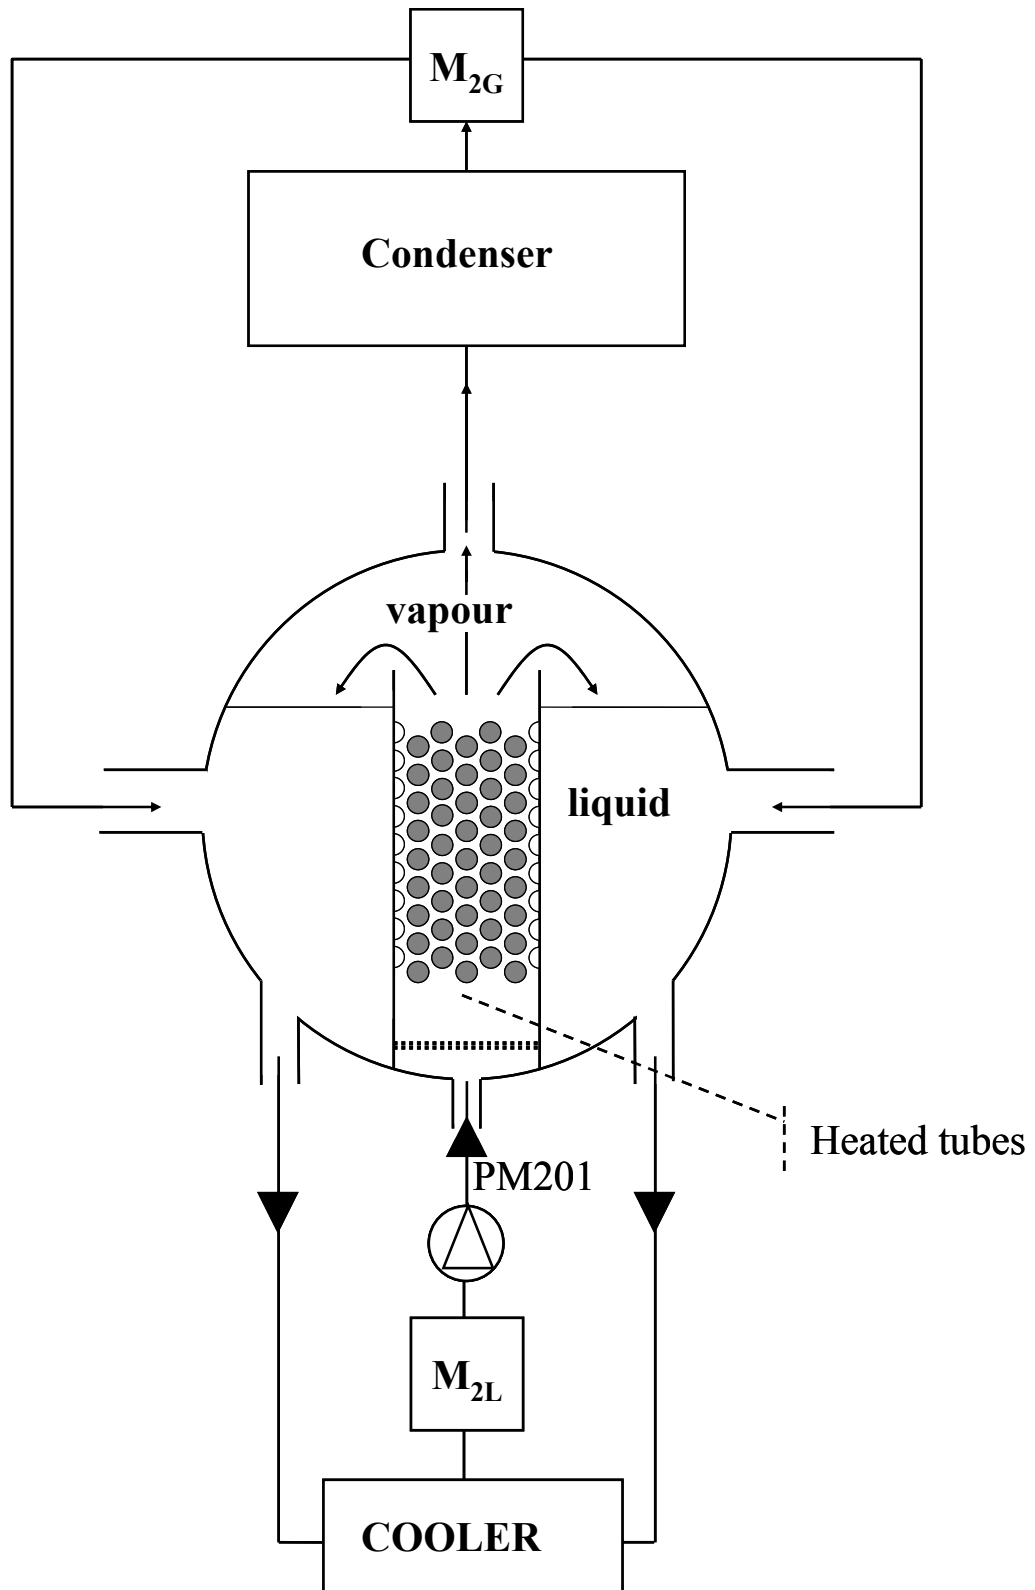 M2G
Condenser
vapour
liquid
Heated tubes
PM201
M2L
COOLER